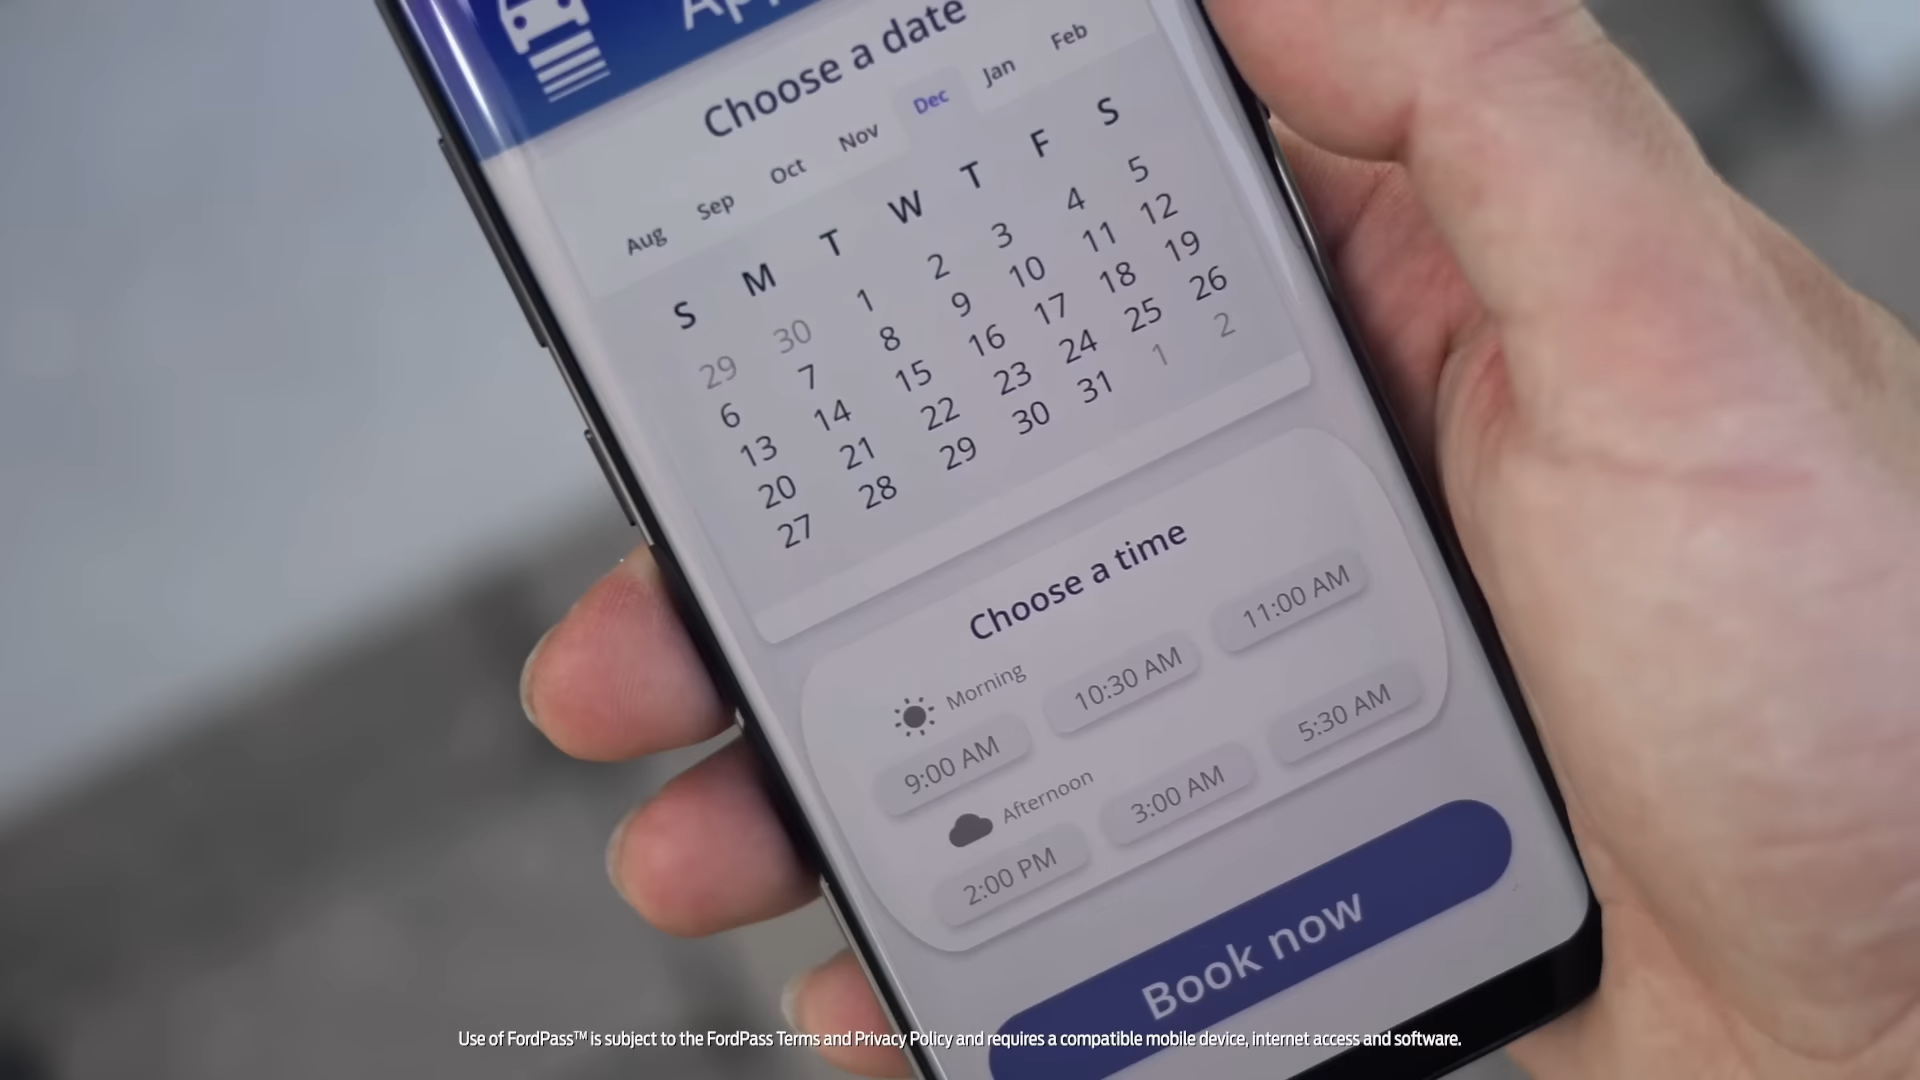 Choose a date
Aug Sep Oct Nov Dec Jan Feb
S M T W T F S
29 30 1 2 3 4 5
6 7 8 9 10 11 12
13 14 15 16 17 18 19
20 21 22 23 24 25 26
27 28 29 30 31 1 2
Choose a time
Morning
9:00 AM 10:30 AM 11:00 AM
Afternoon
2:00 PM 3:00 AM 5:30 AM
Book now
Use of FordPass™ is subject to the FordPass Terms and Privacy Policy and requires a compatible mobile device, internet access and software.